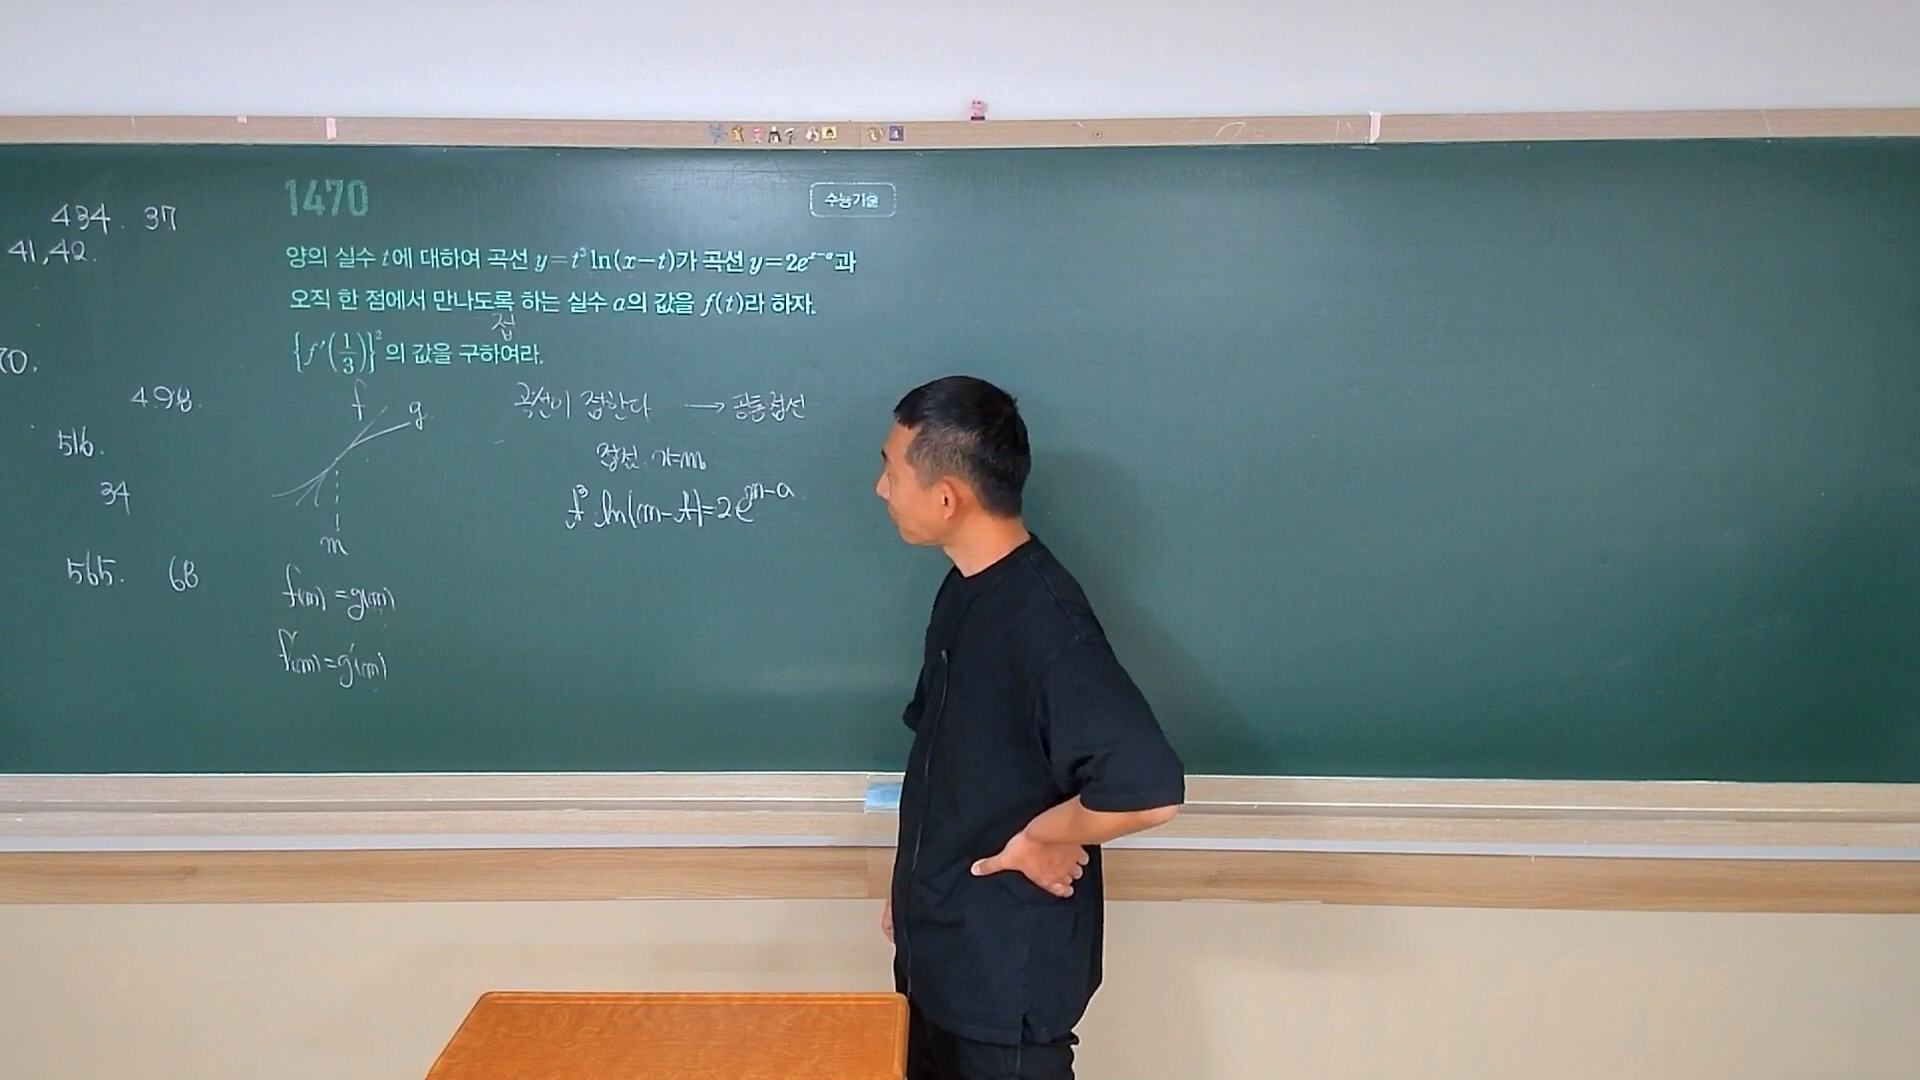 1470
수능기출
양의 실수 t에 대하여 곡선 y=t³ln(x−t)가 곡선 y=2eˣ⁻ᵃ과
오직 한 점에서 만나도록 하는 실수 a의 값을 f(t)라 하자.
접
{f′(1/3)}²의 값을 구하여라.
434. 37
41,42.
70.
498.
516.
34
565. 68
f
g
m
f(m)=g(m)
f′(m)=g′(m)
곡선이 접한다 → 공통접선
접선 x=m
t³ ln(m−t)=2eᵐ⁻ᵃ